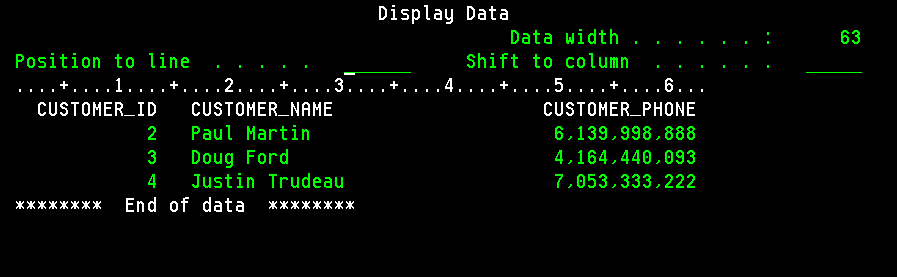 Display Data
Data width . . . . . . : 63
Position to line . . . . . ______ Shift to column . . . . . . _____
....+....1....+....2....+....3....+....4....+....5....+....6...
CUSTOMER_ID CUSTOMER_NAME CUSTOMER_PHONE
2 Paul Martin 6,139,998,888
3 Doug Ford 4,164,440,093
4 Justin Trudeau 7,053,333,222
******** End of data ********